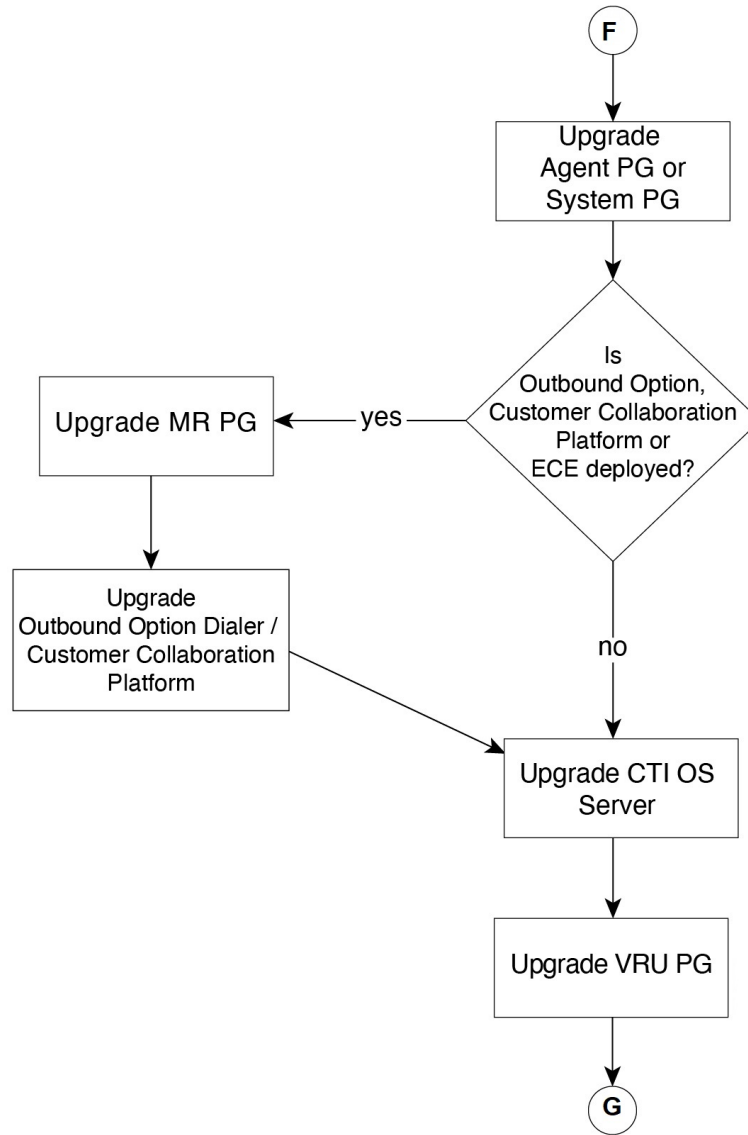 F
Upgrade
Agent PG or
System PG
Is
Outbound Option,
Customer Collaboration
Platform or
ECE deployed?
yes
Upgrade MR PG
Upgrade
Outbound Option Dialer /
Customer Collaboration
Platform
no
Upgrade CTI OS
Server
Upgrade VRU PG
G